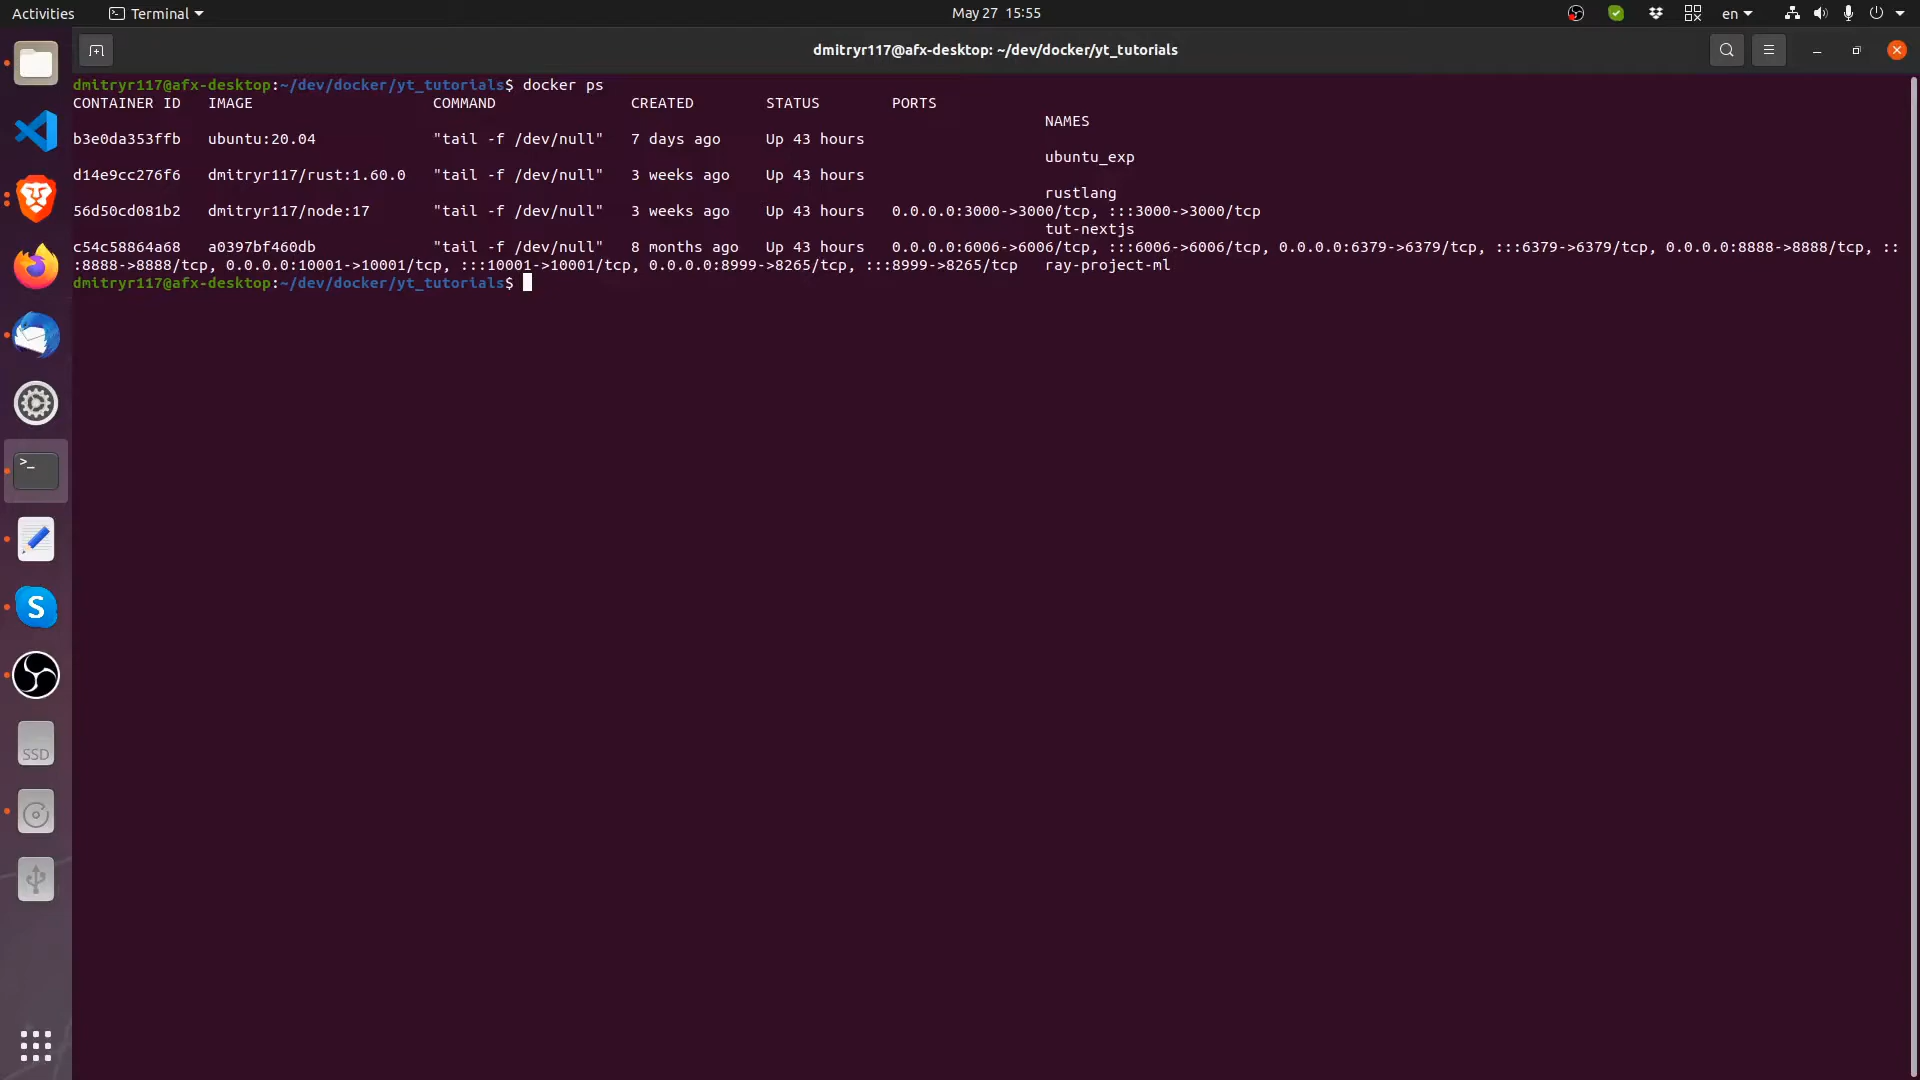 Activities
Terminal
May 27 15:55
en
dmitryr117@afx-desktop: ~/dev/docker/yt_tutorials
dmitryr117@afx-desktop:~/dev/docker/yt_tutorials$ docker ps
CONTAINER ID IMAGE COMMAND CREATED STATUS PORTS
NAMES
b3e0da353ffb ubuntu:20.04 "tail -f /dev/null" 7 days ago Up 43 hours
ubuntu_exp
d14e9cc276f6 dmitryr117/rust:1.60.0 "tail -f /dev/null" 3 weeks ago Up 43 hours
rustlang
56d50cd081b2 dmitryr117/node:17 "tail -f /dev/null" 3 weeks ago Up 43 hours 0.0.0.0:3000->3000/tcp, :::3000->3000/tcp
tut-nextjs
c54c58864a68 a0397bf460db "tail -f /dev/null" 8 months ago Up 43 hours 0.0.0.0:6006->6006/tcp, :::6006->6006/tcp, 0.0.0.0:6379->6379/tcp, :::6379->6379/tcp, 0.0.0.0:8888->8888/tcp, ::
:8888->8888/tcp, 0.0.0.0:10001->10001/tcp, :::10001->10001/tcp, 0.0.0.0:8999->8265/tcp, :::8999->8265/tcp ray-project-ml
dmitryr117@afx-desktop:~/dev/docker/yt_tutorials$
>_
S
SSD